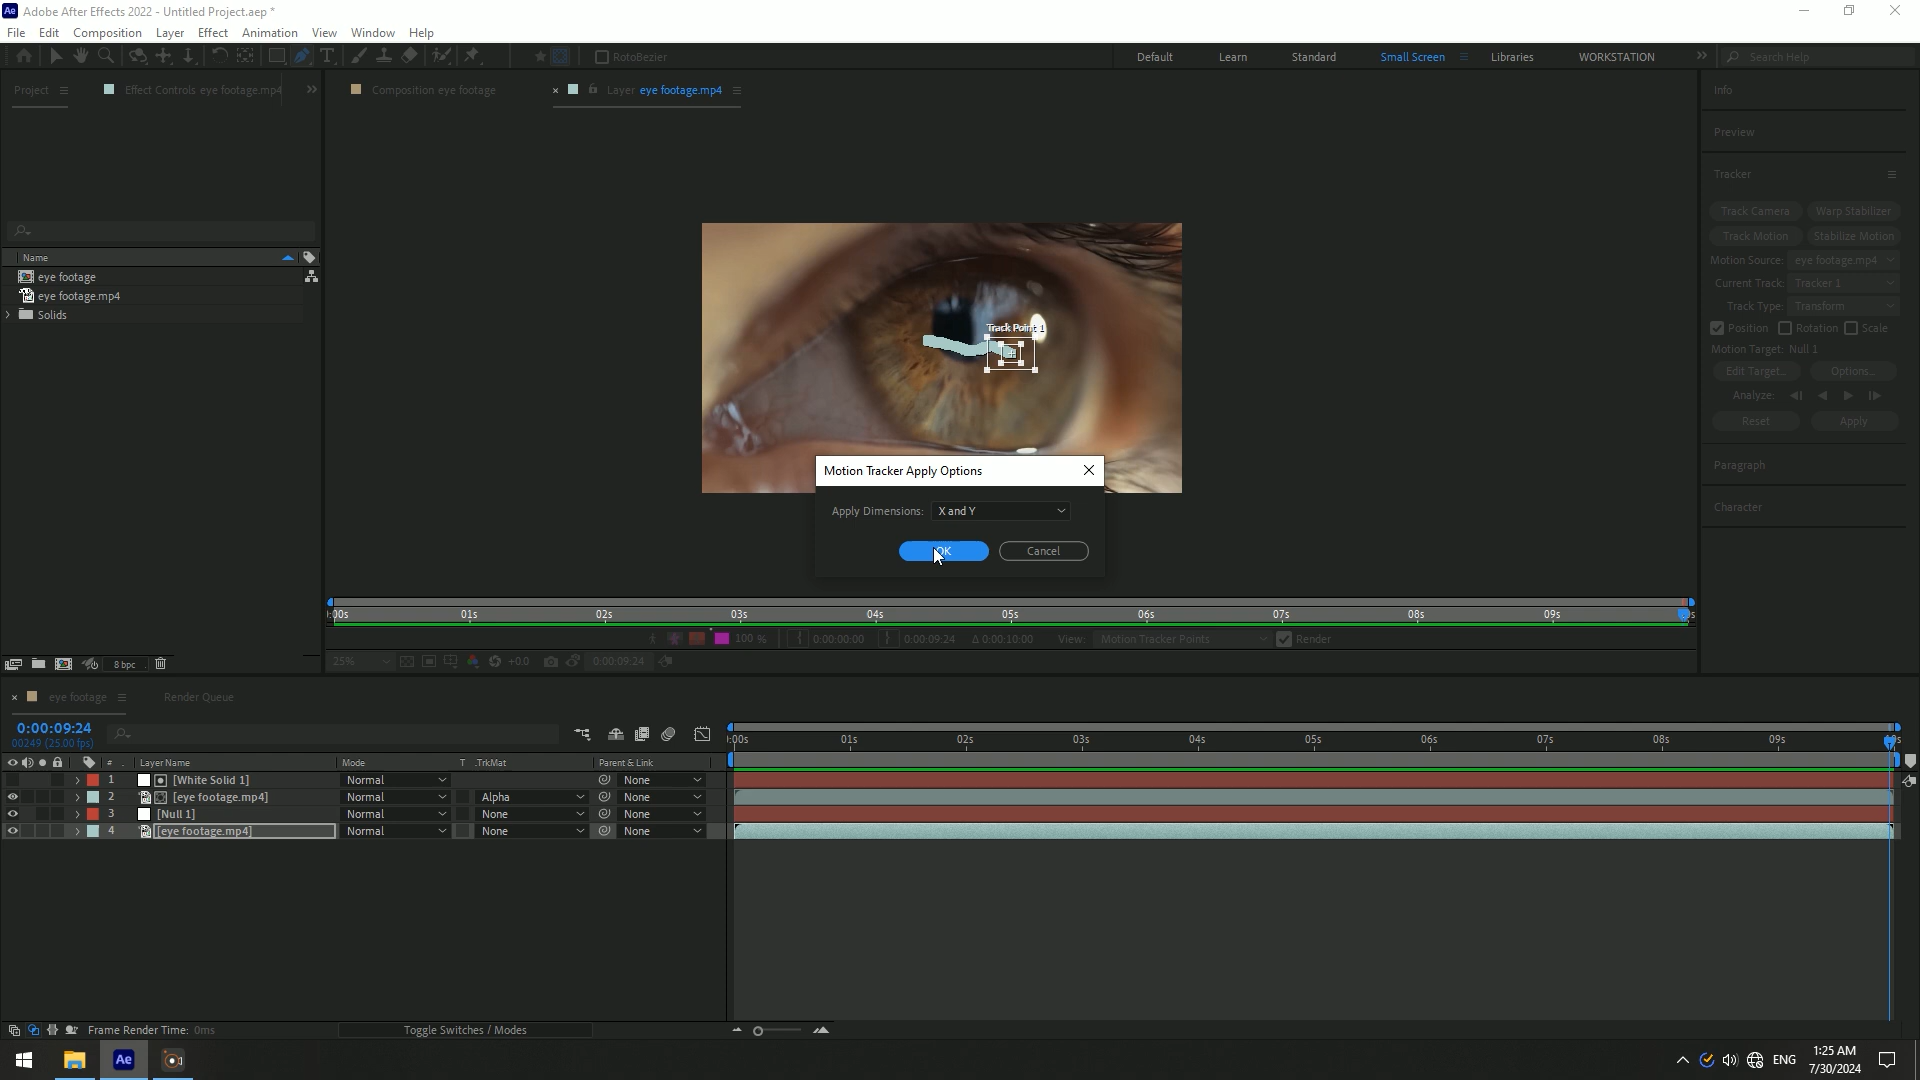 Adobe After Effects 2022 - Untitled Project.aep *
File Edit Composition Layer Effect Animation View Window Help
RotoBezier Default Learn Standard Small Screen Libraries WORKSTATION Search Help
Project Effect Controls eye footage.mp4 Composition eye footage Layer eye footage.mp4 Info
Preview
Tracker
Track Camera Warp Stabilizer
Track Motion Stabilize Motion
Motion Source: eye footage.mp4
Current Track: Tracker 1
Track Type: Transform
Position Rotation Scale
Motion Target: Null 1
Edit Target... Options...
Analyze:
Reset Apply
Paragraph
Character
Name
eye footage
eye footage.mp4
Solids
Track Point 1
Motion Tracker Apply Options
Apply Dimensions: X and Y
OK Cancel
:00s 01s 02s 03s 04s 05s 06s 07s 08s 09s
100 % 0:00:00:00 0:00:09:24 Δ 0:00:10:00 View: Motion Tracker Points Render
8 bpc 25% +0.0 0:00:09:24
eye footage Render Queue
0:00:09:24
00249 (25.00 fps)
:00s 01s 02s 03s 04s 05s 06s 07s 08s 09s
# Layer Name Mode T .TrkMat Parent & Link
1 [White Solid 1] Normal None
2 [eye footage.mp4] Normal Alpha None
3 [Null 1] Normal None None
4 [eye footage.mp4] Normal None None
Frame Render Time: 0ms Toggle Switches / Modes
Ae ENG 1:25 AM
7/30/2024